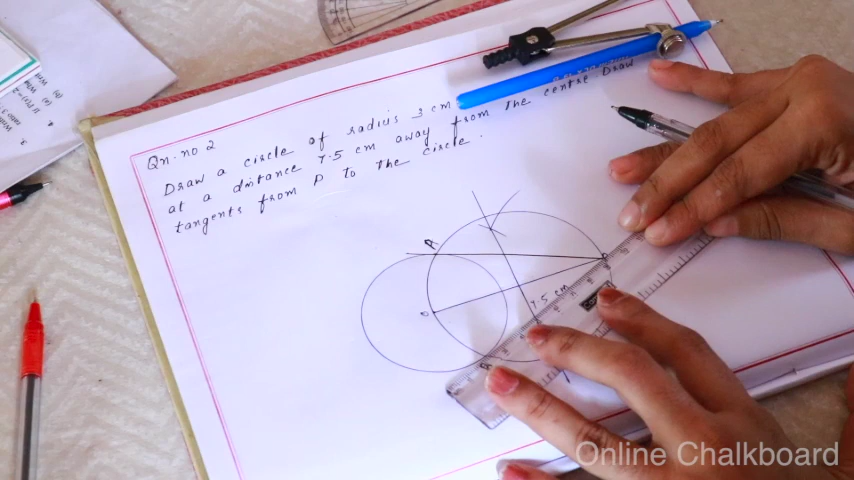 Qn. no 2
Draw a circle of radius 3 cm
at a distance 7.5 cm away from the centre Draw
tangents from P to the circle.
A
P
O
7.5 cm
B
Online Chalkboard